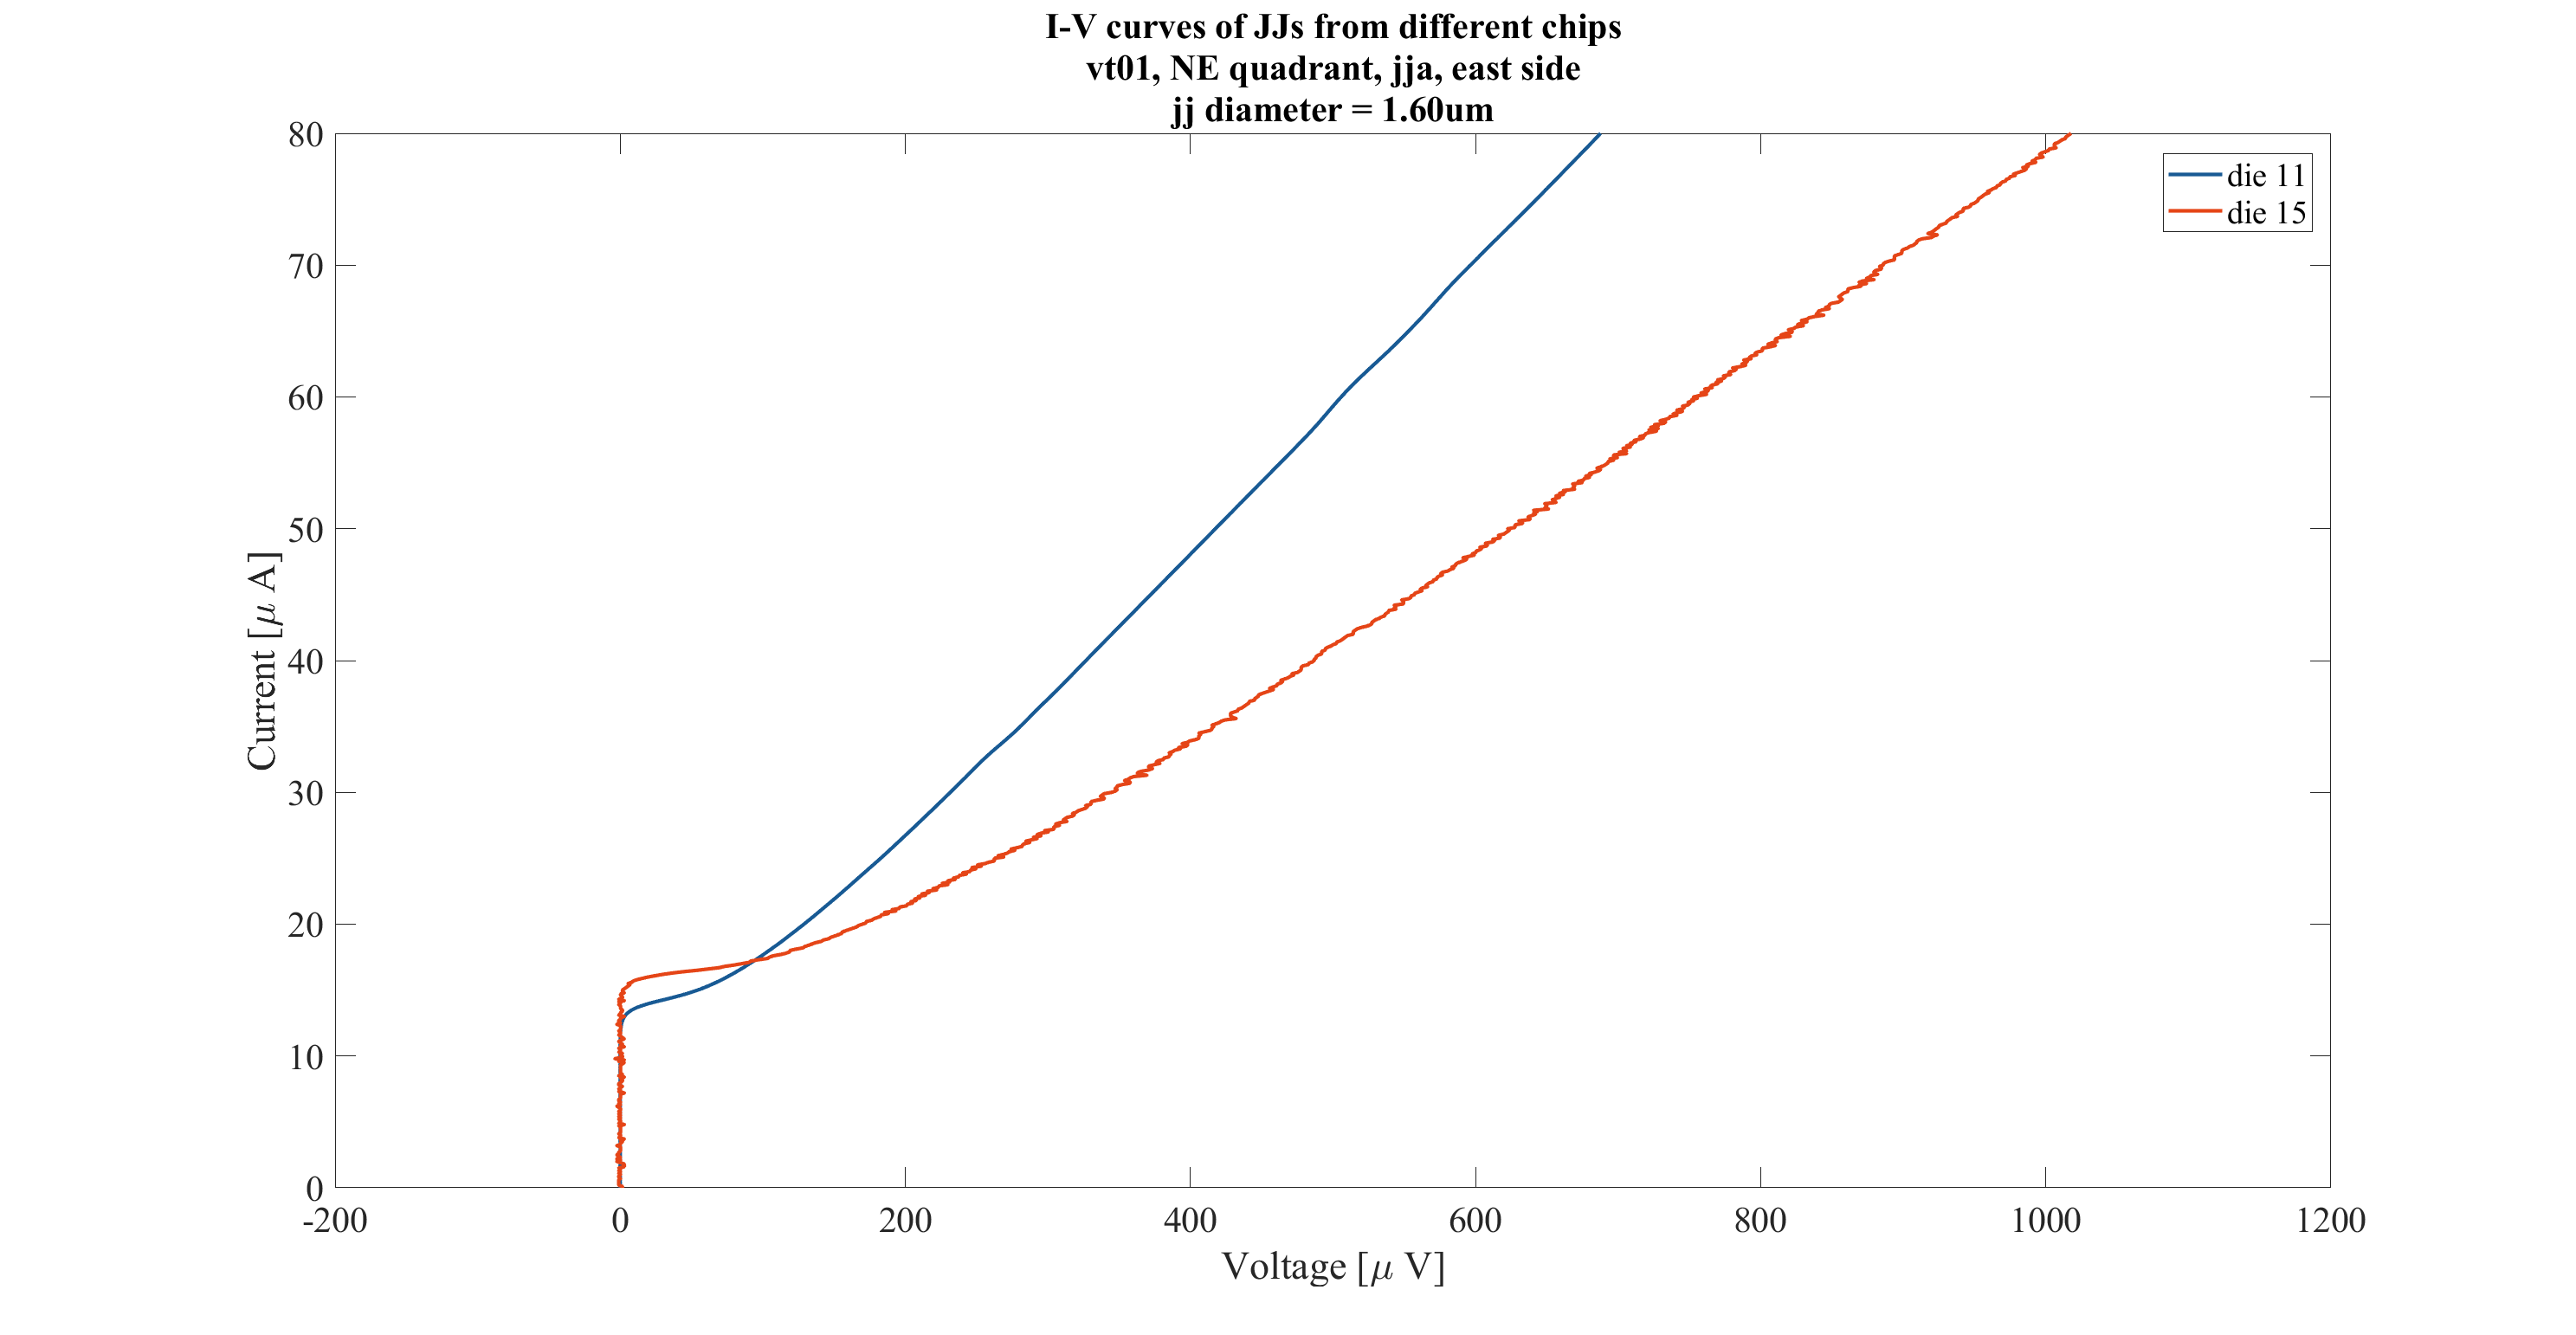 I-V curves of JJs from different chips
vt01, NE quadrant, jja, east side
jj diameter = 1.60um
80
70
60
50
40
30
20
10
0
Current [μ A]
die 11
die 15
-200 0 200 400 600 800 1000 1200
Voltage [μ V]